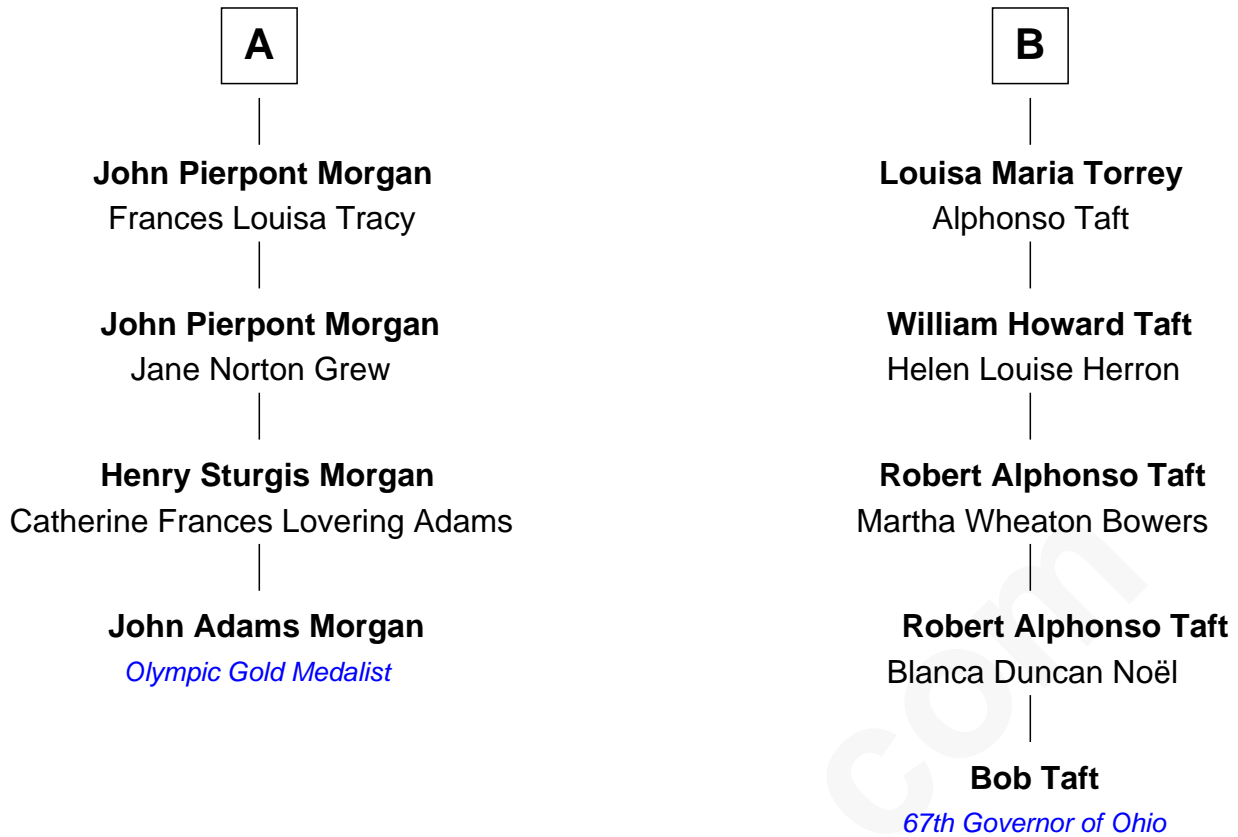 A
John Pierpont Morgan
Frances Louisa Tracy
John Pierpont Morgan
Jane Norton Grew
Henry Sturgis Morgan
Catherine Frances Lovering Adams
John Adams Morgan
Olympic Gold Medalist
B
Louisa Maria Torrey
Alphonso Taft
William Howard Taft
Helen Louise Herron
Robert Alphonso Taft
Martha Wheaton Bowers
Robert Alphonso Taft
Blanca Duncan Noël
Bob Taft
67th Governor of Ohio
com